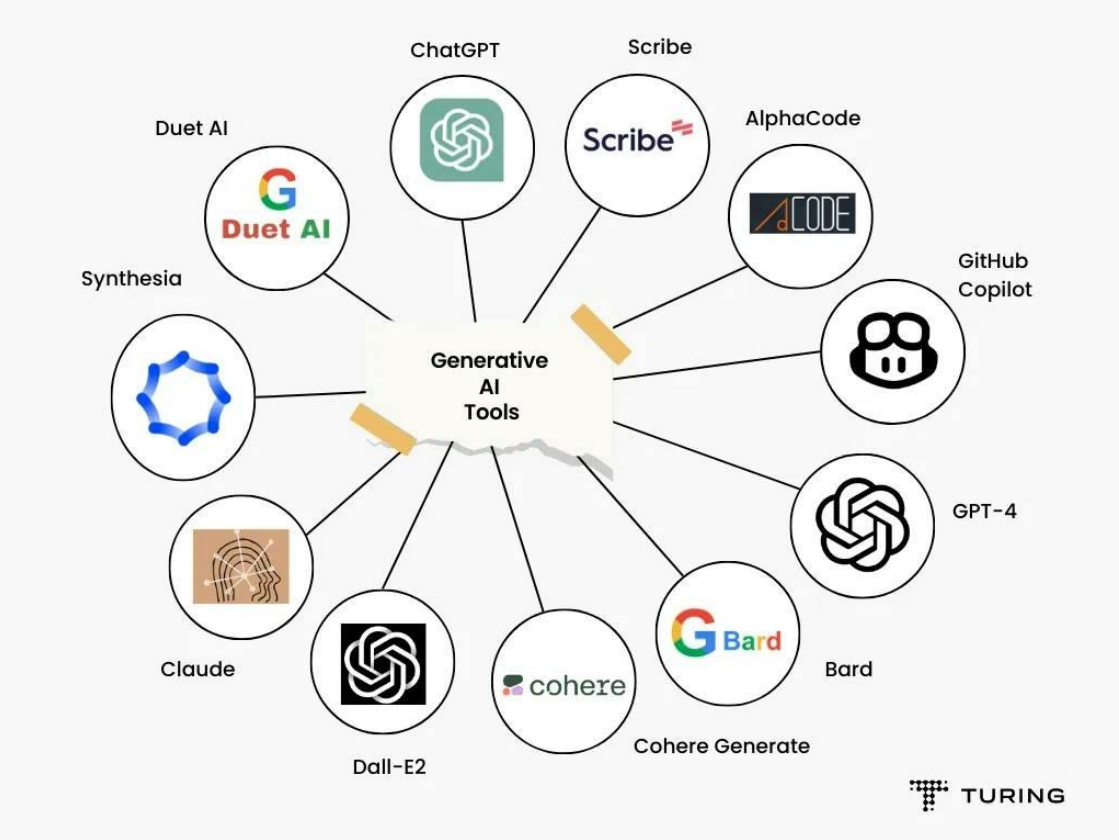 ChatGPT
Scribe
Scribe
AlphaCode
ACODE
Duet AI
G
Duet AI
GitHub
Copilot
Synthesia
Generative
AI
Tools
GPT-4
Claude
G Bard
Bard
cohere
Cohere Generate
Dall-E2
TURING